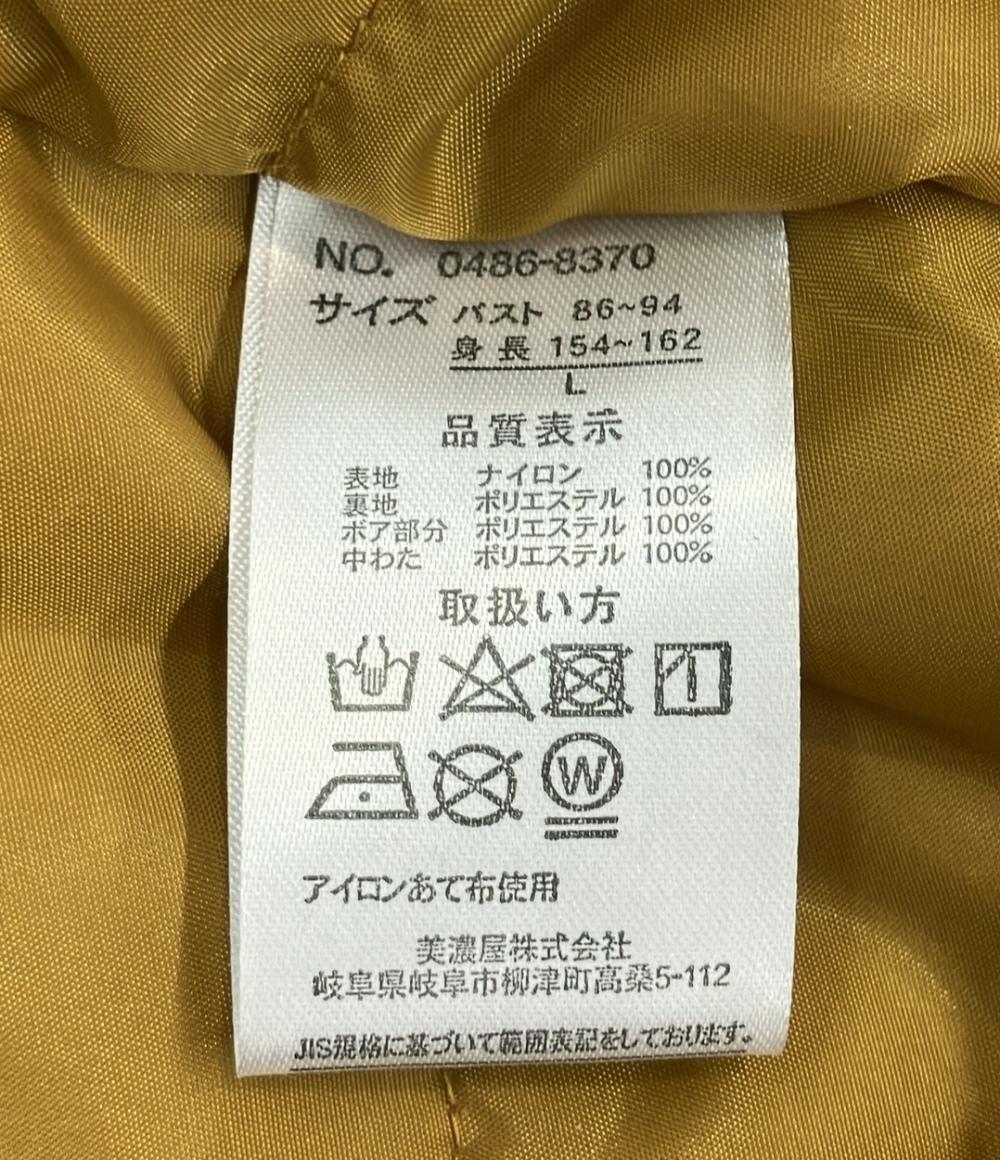 NO. 0486-8370
サイズ バスト 86~94
身長 154~162
L
品質表示
表地 ナイロン 100%
裏地 ポリエステル 100%
ボア部分 ポリエステル 100%
中わた ポリエステル 100%
取扱い方
W
アイロンあて布使用
美濃屋株式会社
岐阜県岐阜市柳津町高桑5-112
JIS規格に基づいて範囲表記をしております。